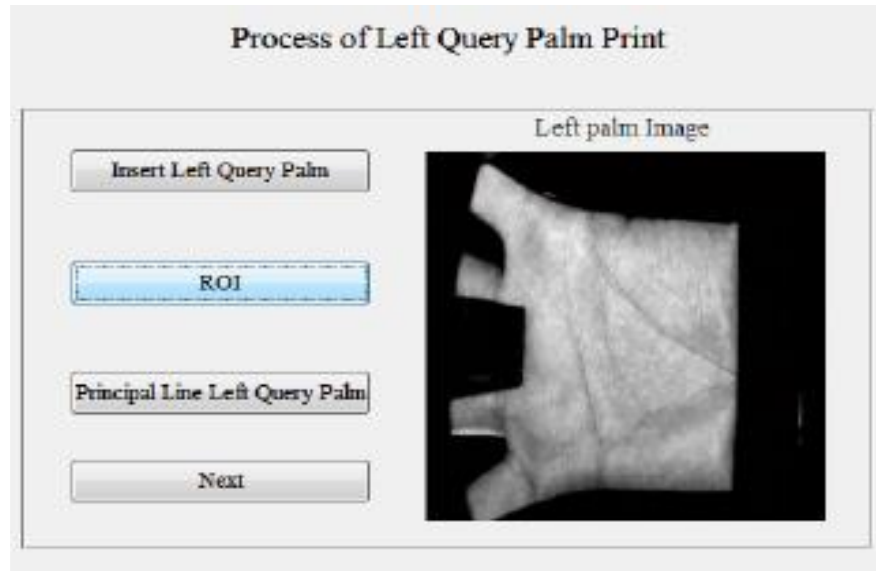 Process of Left Query Palm Print
Left palm Image
Insert Left Query Palm
ROI
Principal Line Left Query Palm
Next